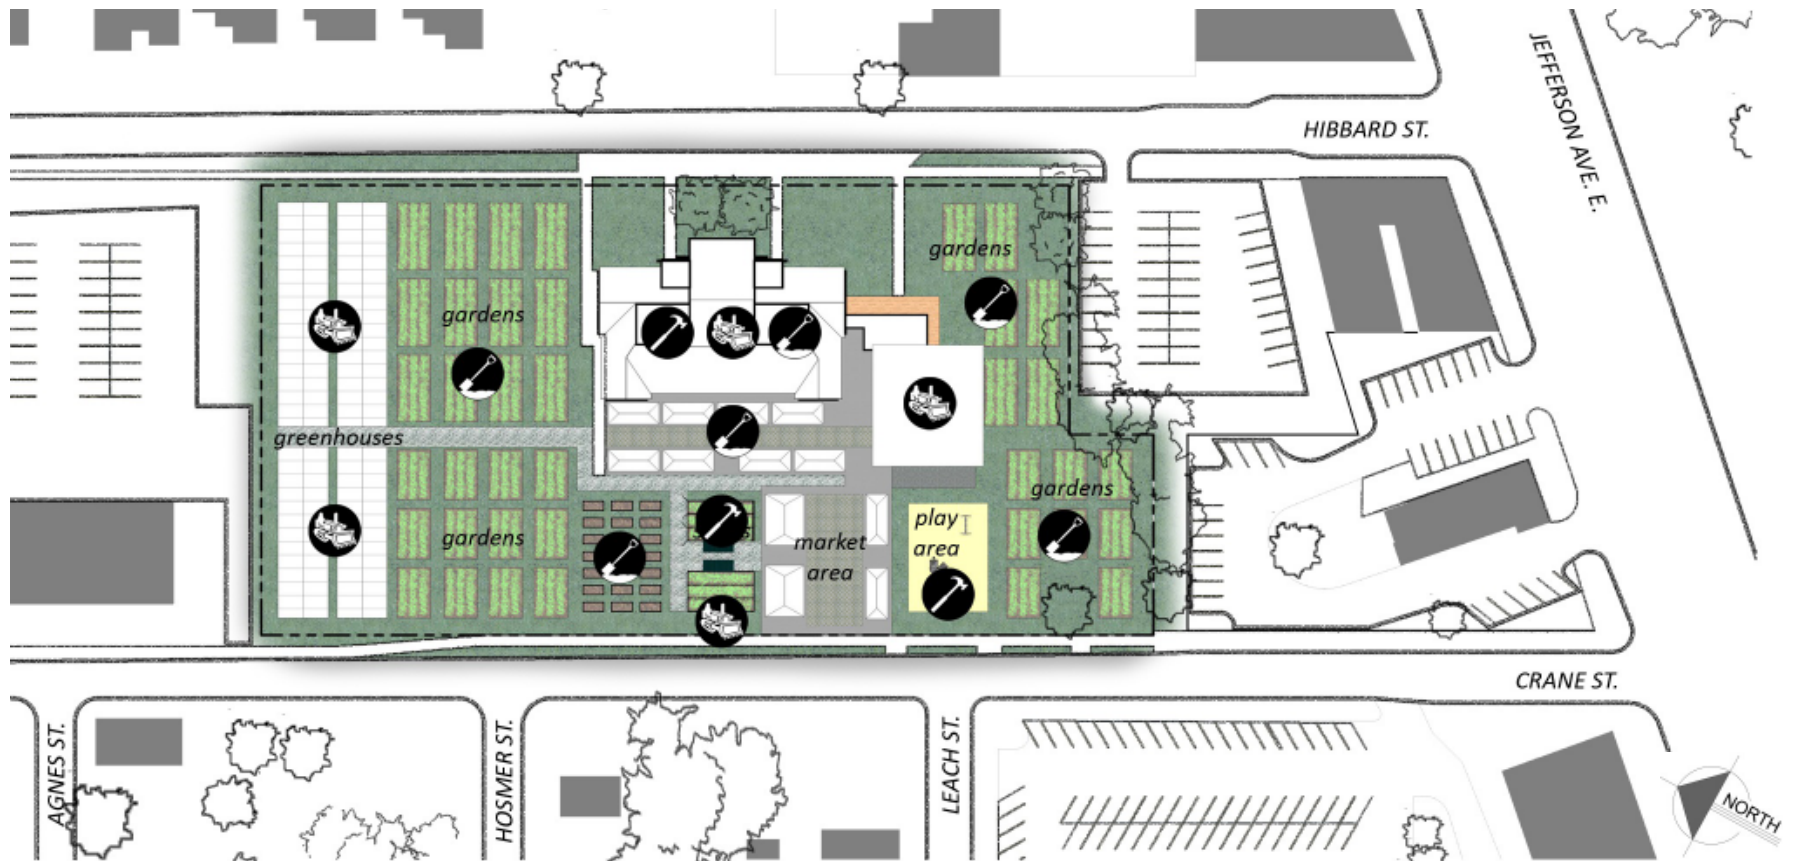 JEFFERSON AVE. E.
HIBBARD ST.
gardens
gardens
greenhouses
gardens
play
area
gardens
market
area
CRANE ST.
AGNES ST.
HOSMER ST.
LEACH ST.
NORTH